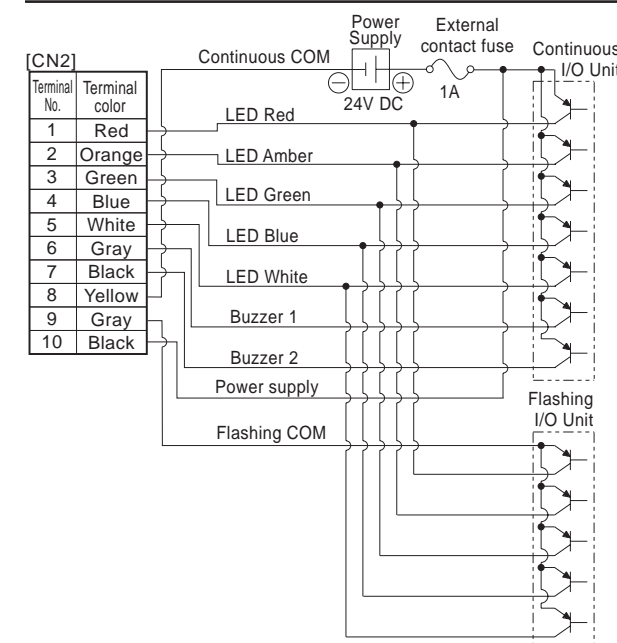 Power
Supply
External
contact fuse
Continuous
I/O Unit
[CN2]
Continuous COM
24V DC
1A
Terminal No. Terminal color
1 Red
2 Orange
3 Green
4 Blue
5 White
6 Gray
7 Black
8 Yellow
9 Gray
10 Black
LED Red
LED Amber
LED Green
LED Blue
LED White
Buzzer 1
Buzzer 2
Power supply
Flashing COM
Flashing
I/O Unit